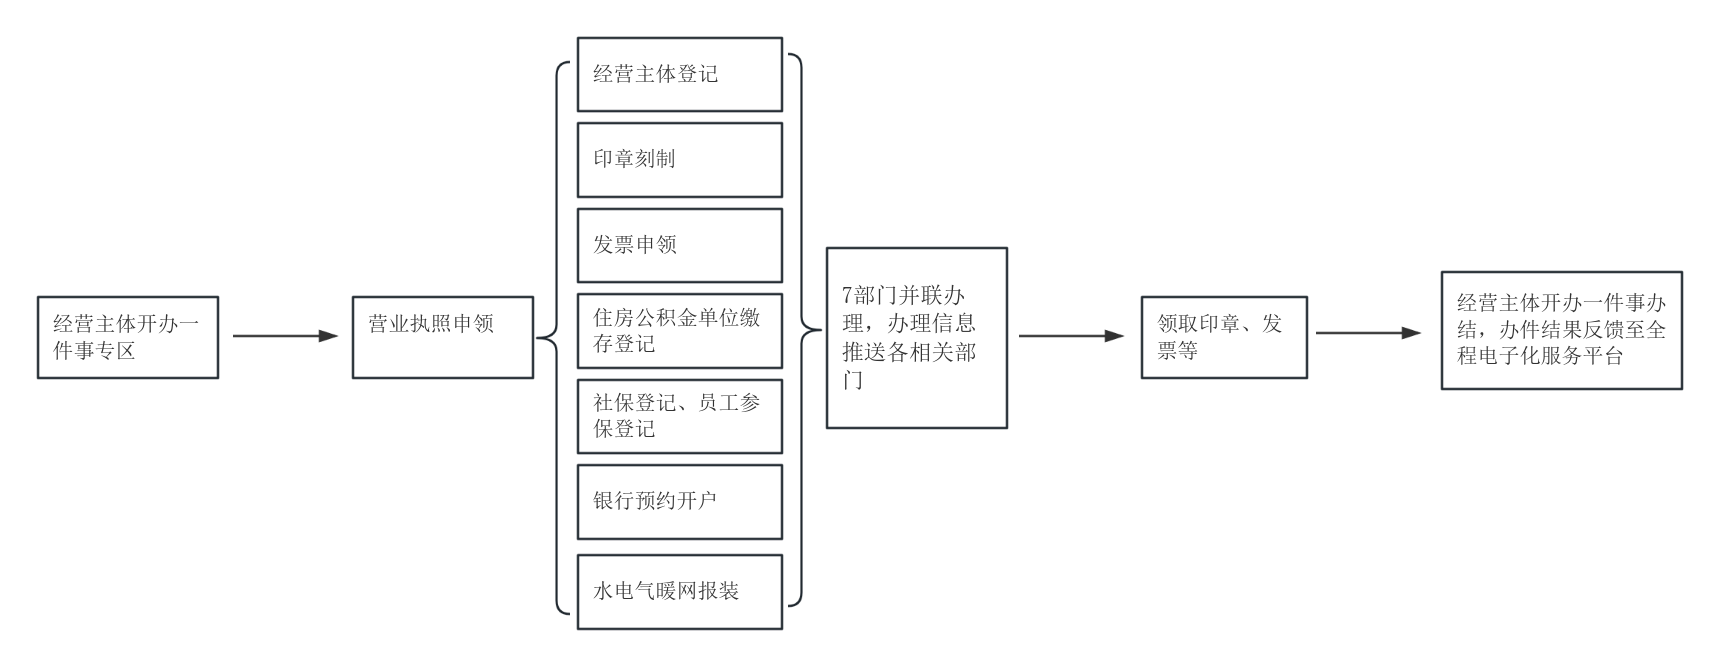 经营主体开办一
件事专区
营业执照申领
经营主体登记
印章刻制
发票申领
住房公积金单位缴
存登记
社保登记、员工参
保登记
银行预约开户
水电气暖网报装
7部门并联办
理，办理信息
推送各相关部
门
领取印章、发
票等
经营主体开办一件事办
结，办件结果反馈至全
程电子化服务平台